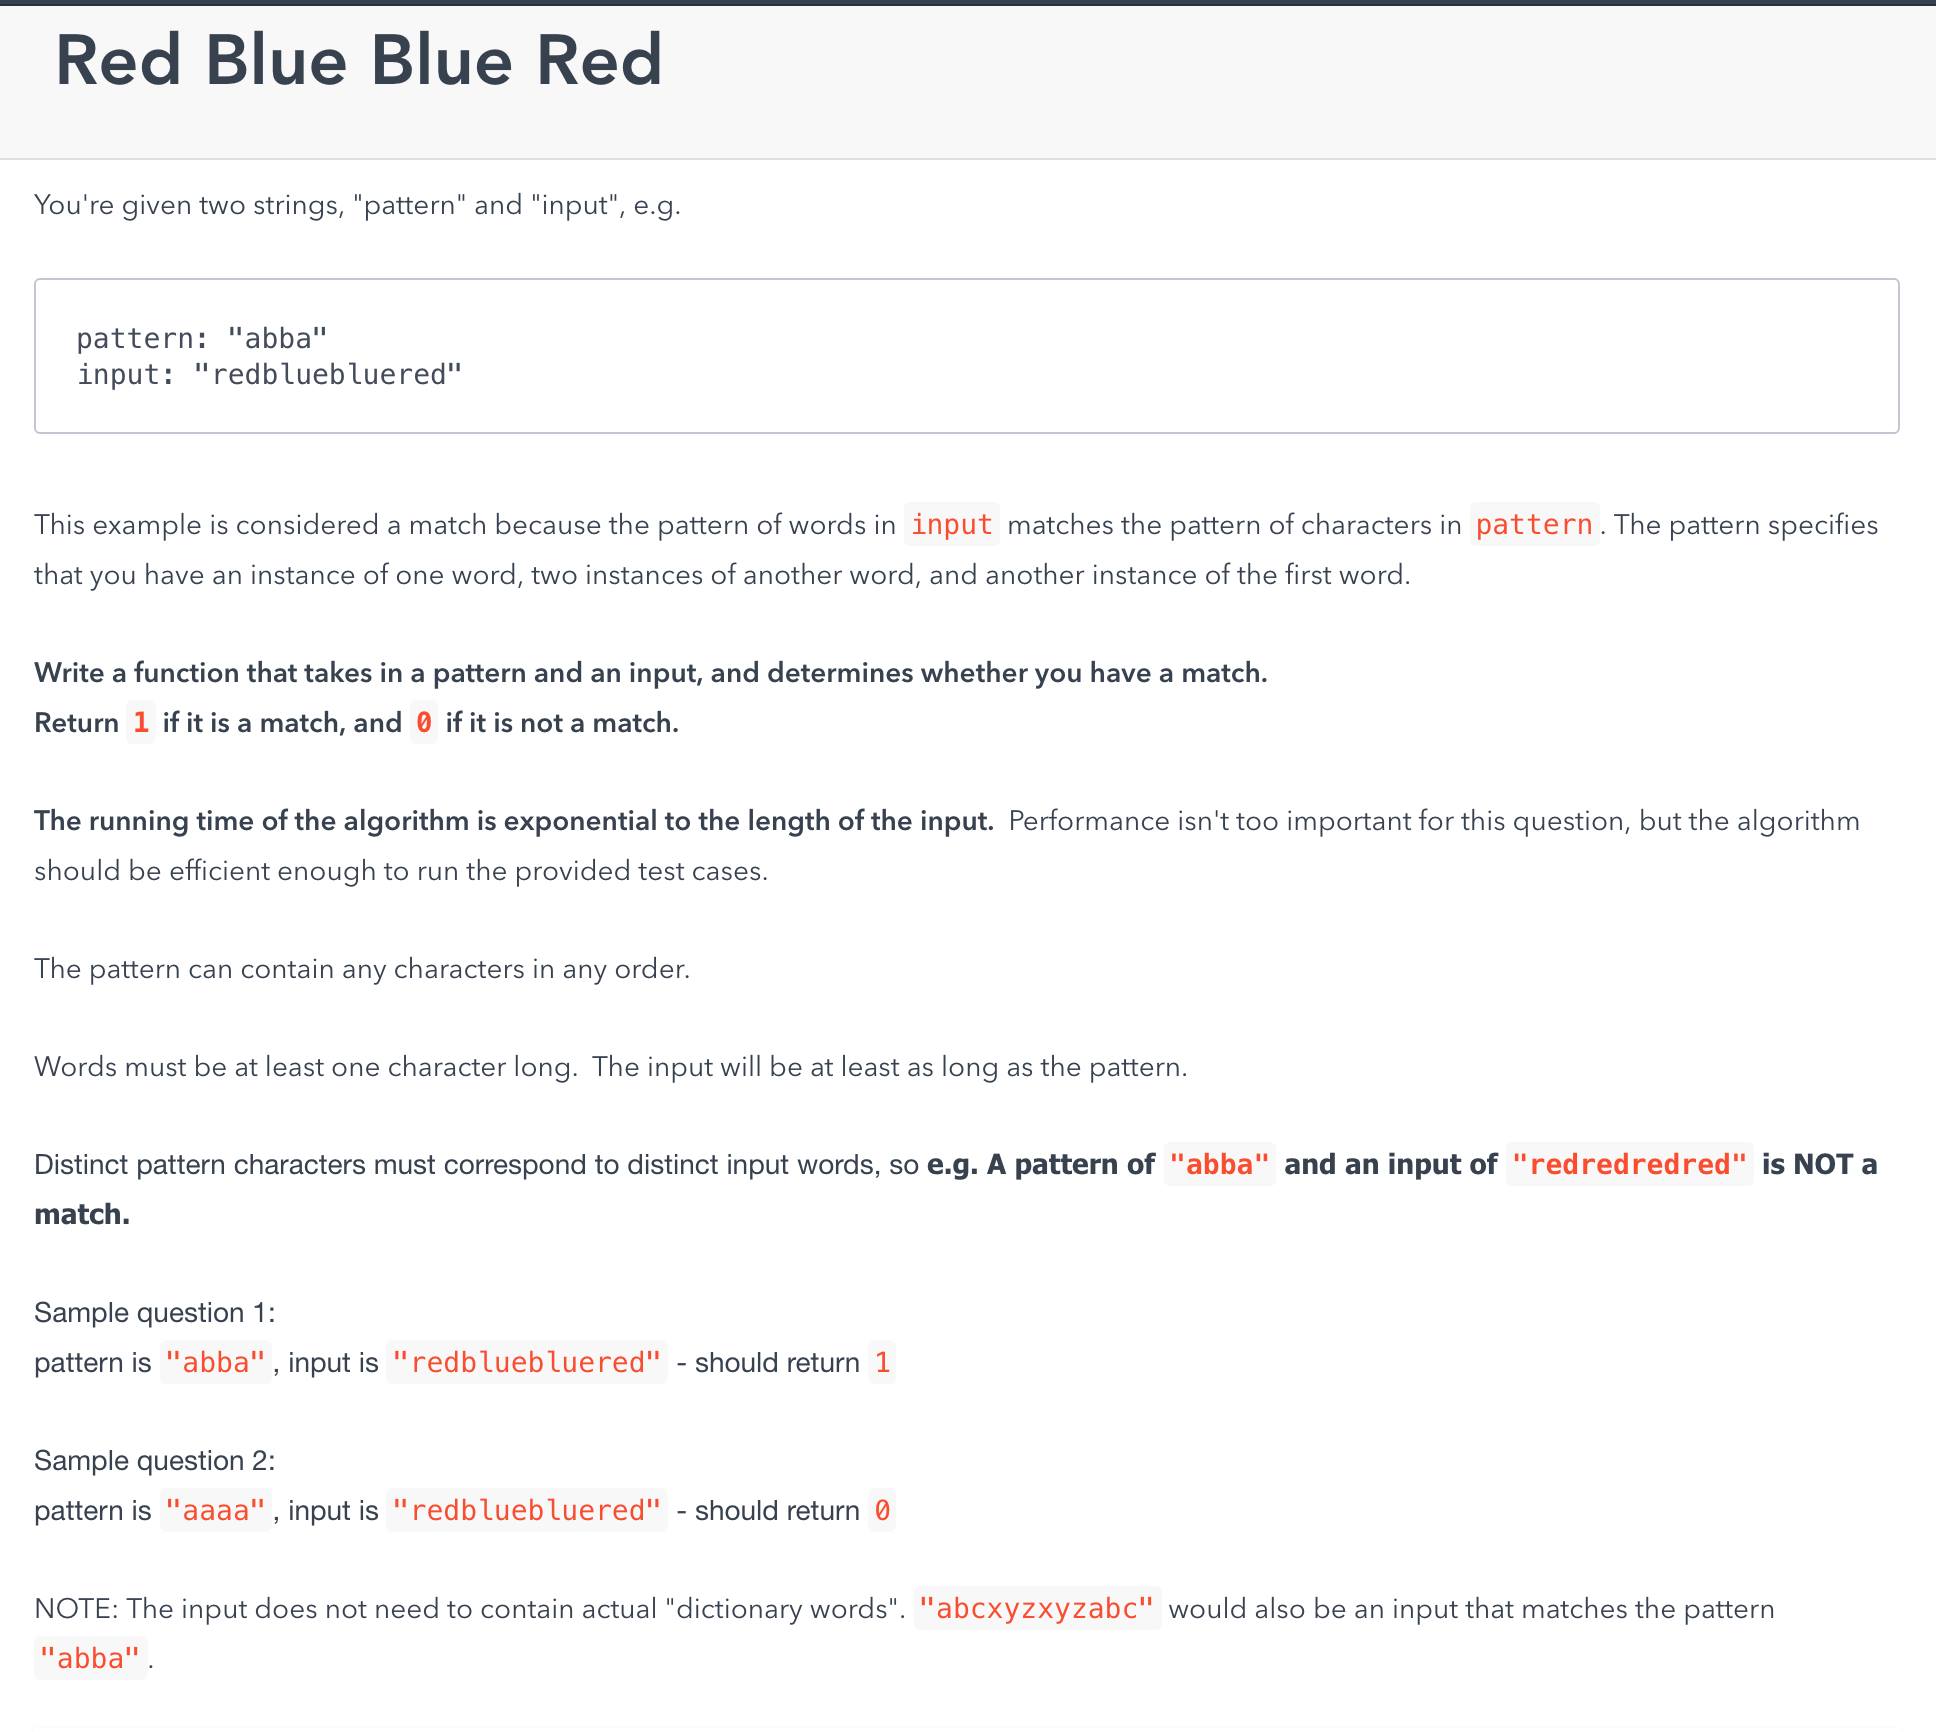 Red Blue Blue Red
You're given two strings, "pattern" and "input", e.g.
pattern: "abba"
input: "redbluebluered"
This example is considered a match because the pattern of words in input matches the pattern of characters in pattern. The pattern specifies
that you have an instance of one word, two instances of another word, and another instance of the first word.
Write a function that takes in a pattern and an input, and determines whether you have a match.
Return 1 if it is a match, and 0 if it is not a match.
The running time of the algorithm is exponential to the length of the input. Performance isn't too important for this question, but the algorithm
should be efficient enough to run the provided test cases.
The pattern can contain any characters in any order.
Words must be at least one character long. The input will be at least as long as the pattern.
Distinct pattern characters must correspond to distinct input words, so e.g. A pattern of "abba" and an input of "redredredred" is NOT a
match.
Sample question 1:
pattern is "abba", input is "redbluebluered" - should return 1
Sample question 2:
pattern is "aaaa", input is "redbluebluered" - should return 0
NOTE: The input does not need to contain actual "dictionary words". "abcxyzxyzabc" would also be an input that matches the pattern
"abba".